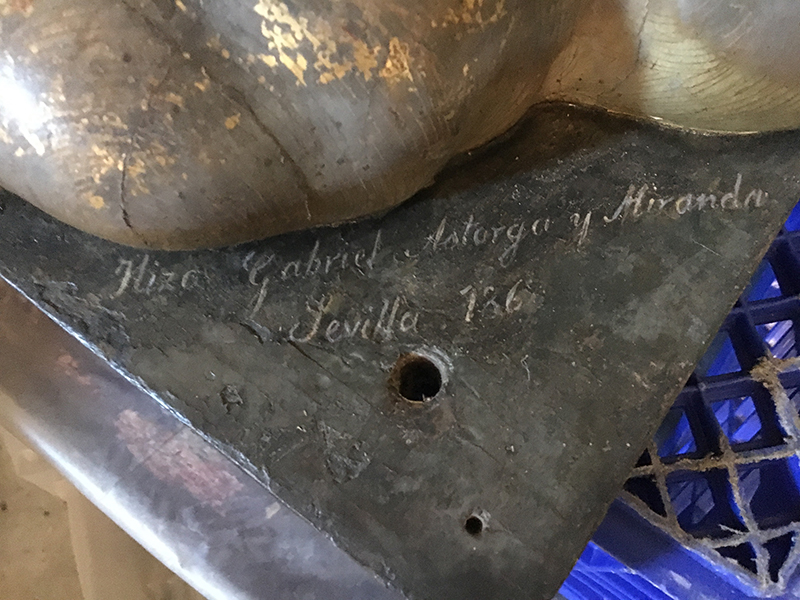 Hizo Gabriel Astorga y Miranda
Sevilla 186